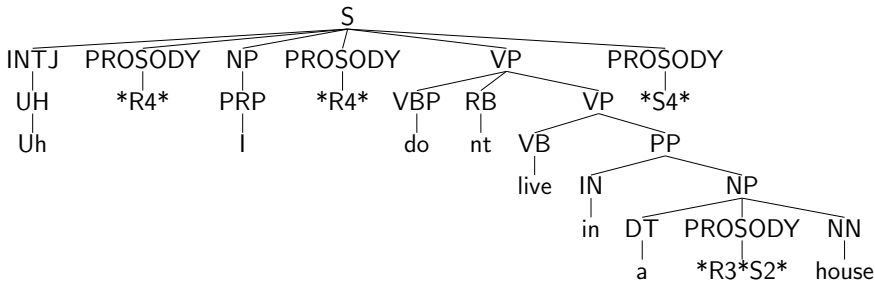 S
INTJ PROSODY NP PROSODY VP PROSODY
UH *R4* PRP *R4* VBP RB VP *S4*
Uh I do nt VB PP
live IN NP
in DT PROSODY NN
a *R3*S2* house